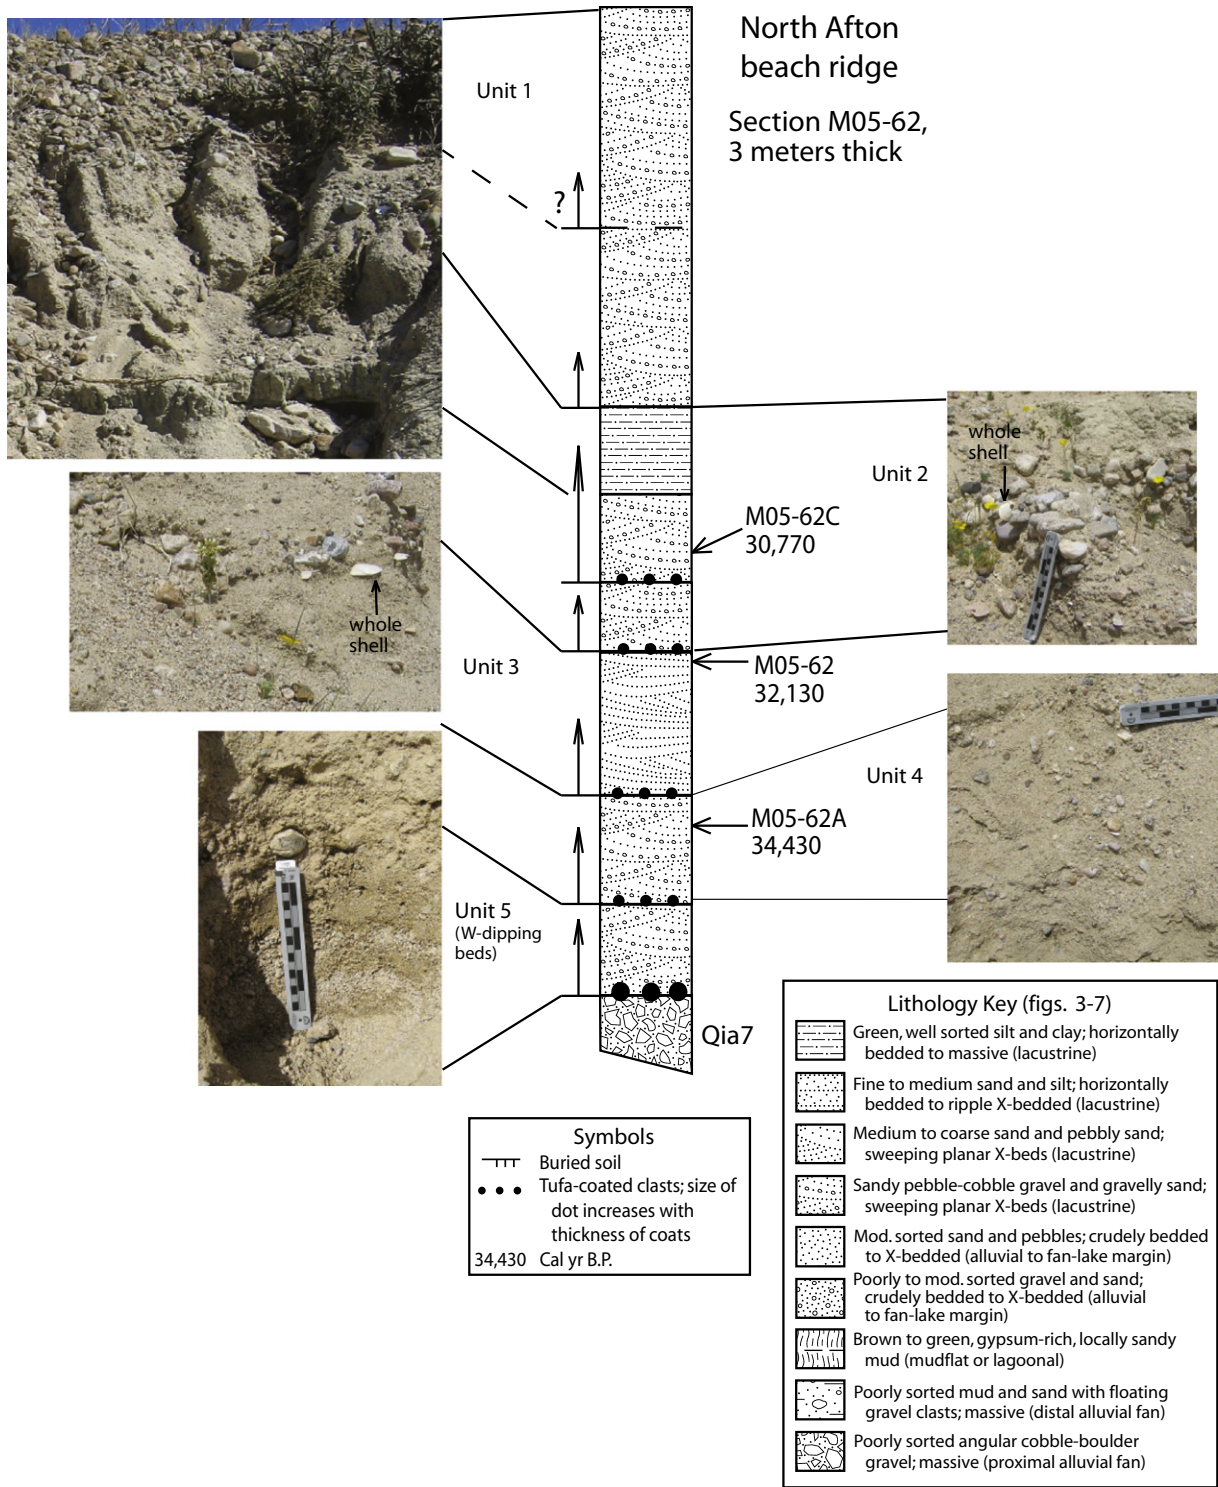 North Afton
beach ridge
Section M05-62,
3 meters thick
Unit 1
?
whole
shell
Unit 2
M05-62C
30,770
whole
shell
Unit 3
M05-62
32,130
Unit 4
M05-62A
34,430
Unit 5
(W-dipping
beds)
Qia7
Symbols
Buried soil
Tufa-coated clasts; size of
dot increases with
thickness of coats
34,430 Cal yr B.P.
Lithology Key (figs. 3-7)
Green, well sorted silt and clay; horizontally
bedded to massive (lacustrine)
Fine to medium sand and silt; horizontally
bedded to ripple X-bedded (lacustrine)
Medium to coarse sand and pebbly sand;
sweeping planar X-beds (lacustrine)
Sandy pebble-cobble gravel and gravelly sand;
sweeping planar X-beds (lacustrine)
Mod. sorted sand and pebbles; crudely bedded
to X-bedded (alluvial to fan-lake margin)
Poorly to mod. sorted gravel and sand;
crudely bedded to X-bedded (alluvial
to fan-lake margin)
Brown to green, gypsum-rich, locally sandy
mud (mudflat or lagoonal)
Poorly sorted mud and sand with floating
gravel clasts; massive (distal alluvial fan)
Poorly sorted angular cobble-boulder
gravel; massive (proximal alluvial fan)